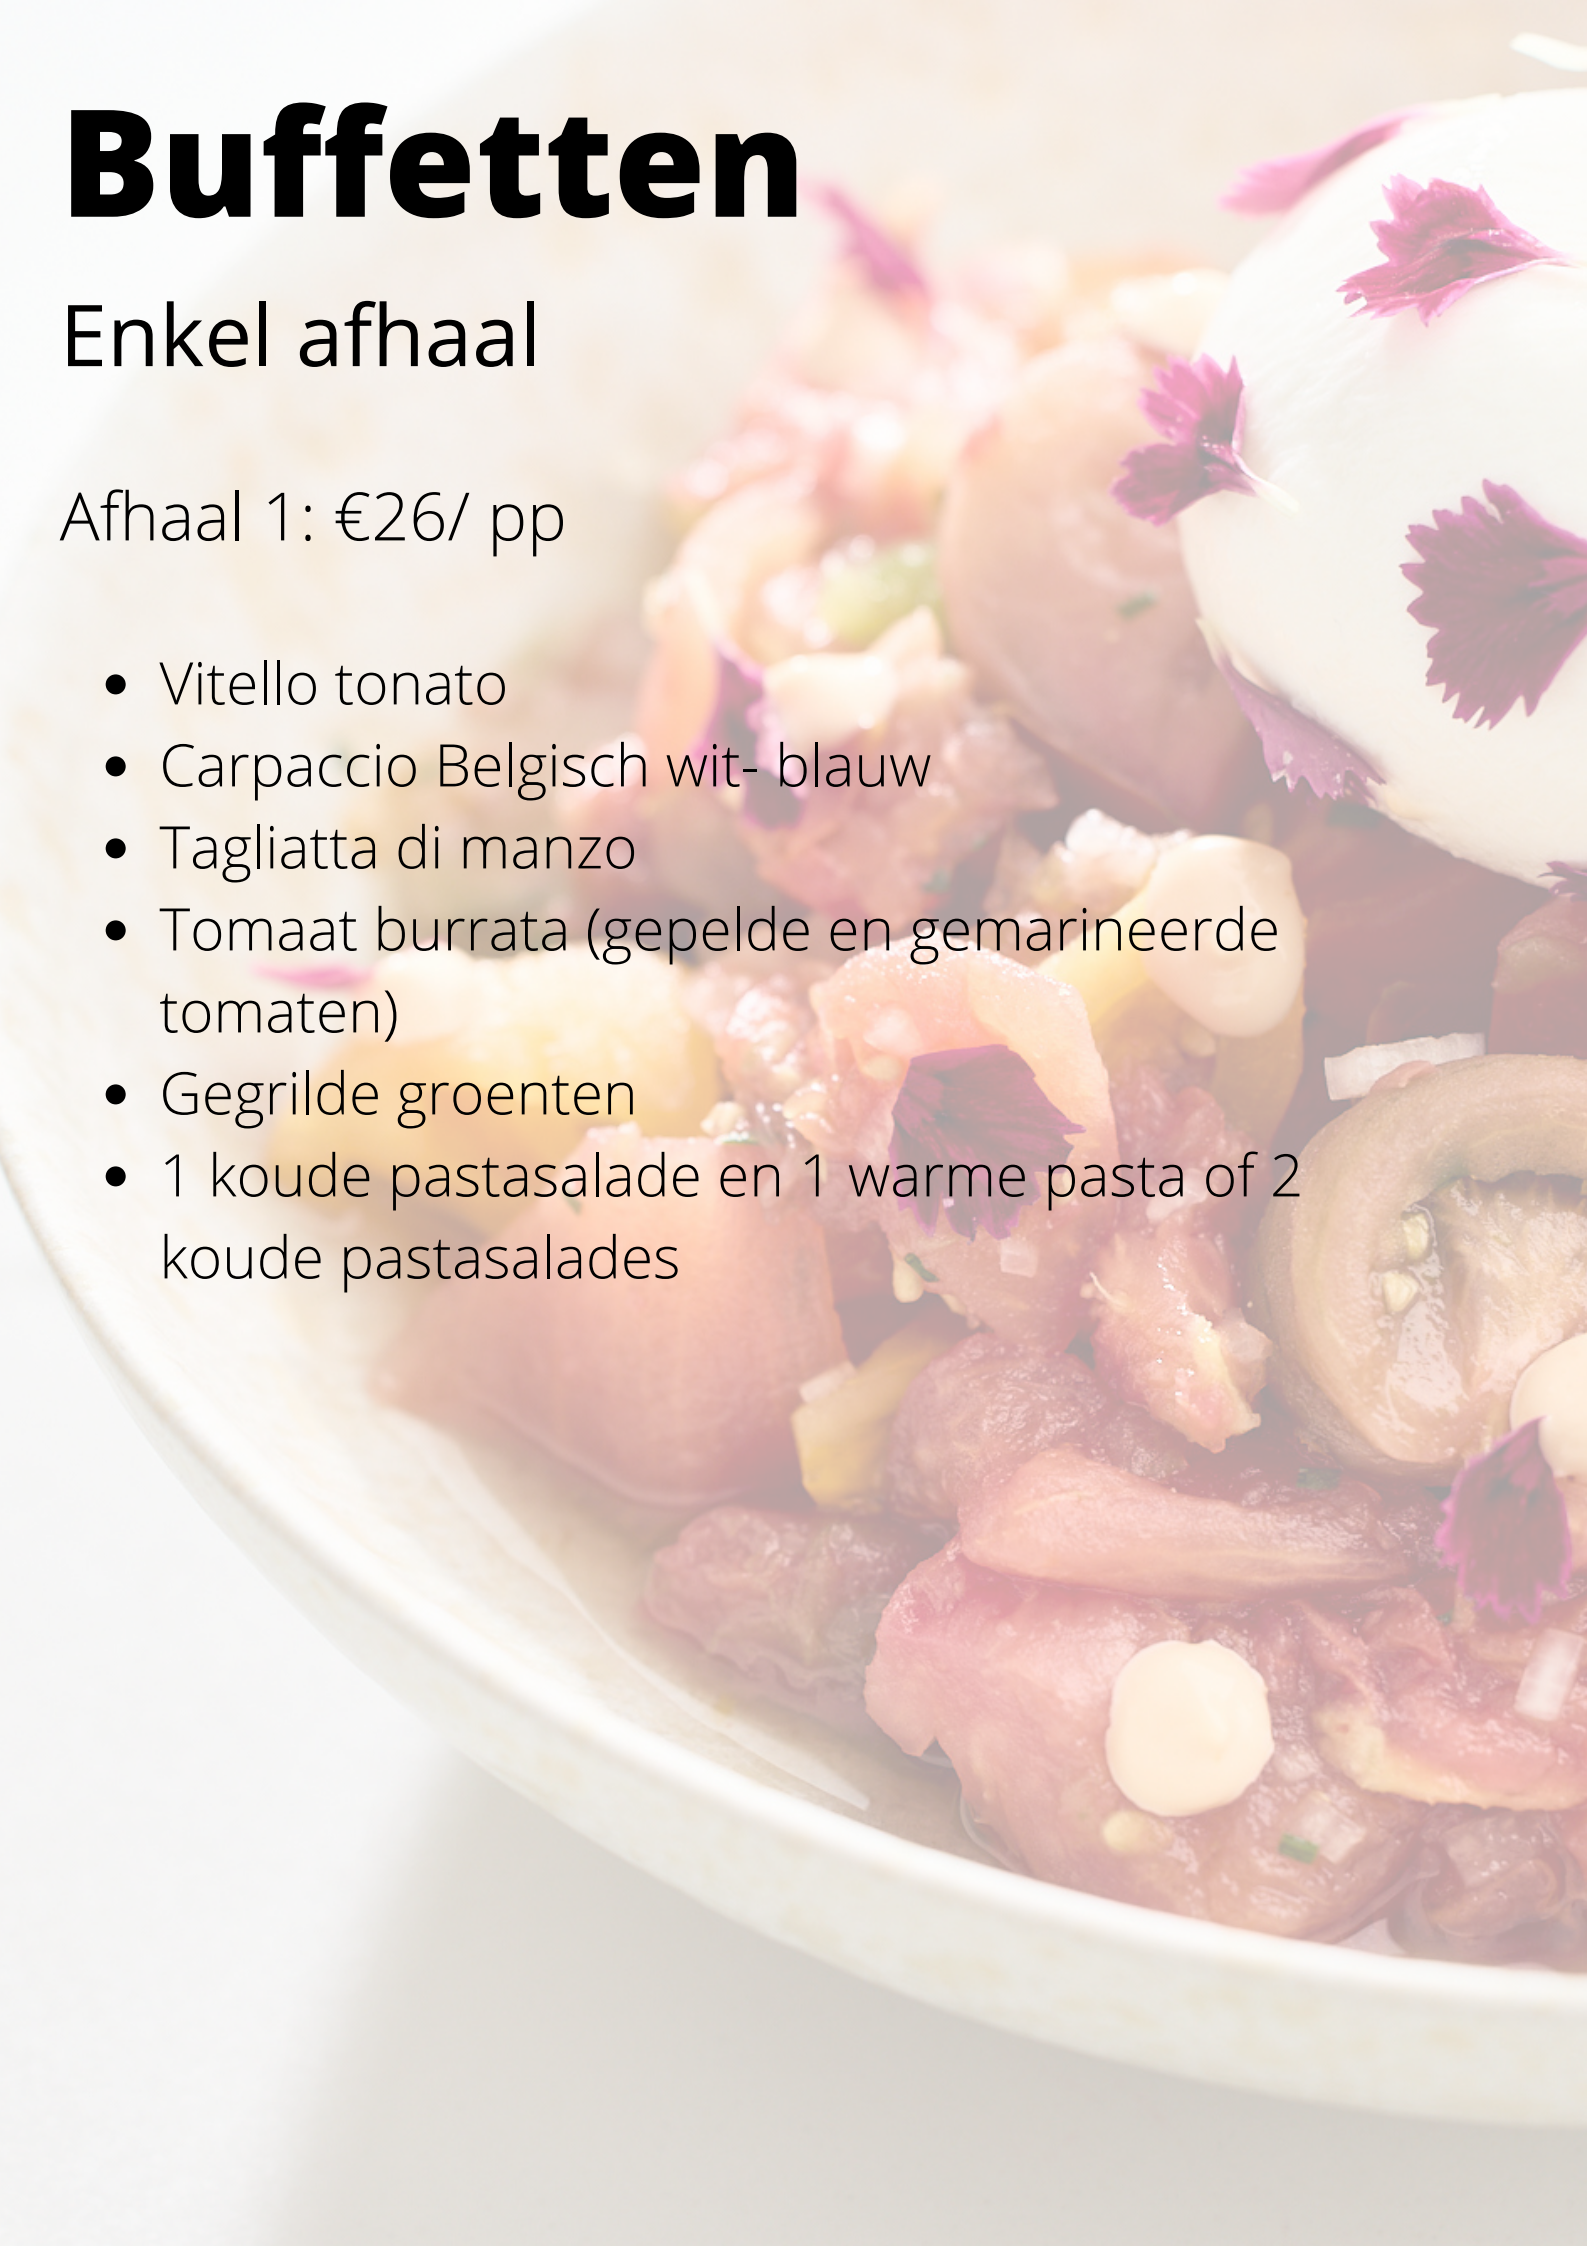 Buffetten
Enkel afhaal
Afhaal 1: €26/ pp
• Vitello tonato
• Carpaccio Belgisch wit- blauw
• Tagliatta di manzo
• Tomaat burrata (gepelde en gemarineerde
tomaten)
• Gegrilde groenten
• 1 koude pastasalade en 1 warme pasta of 2
koude pastasalades